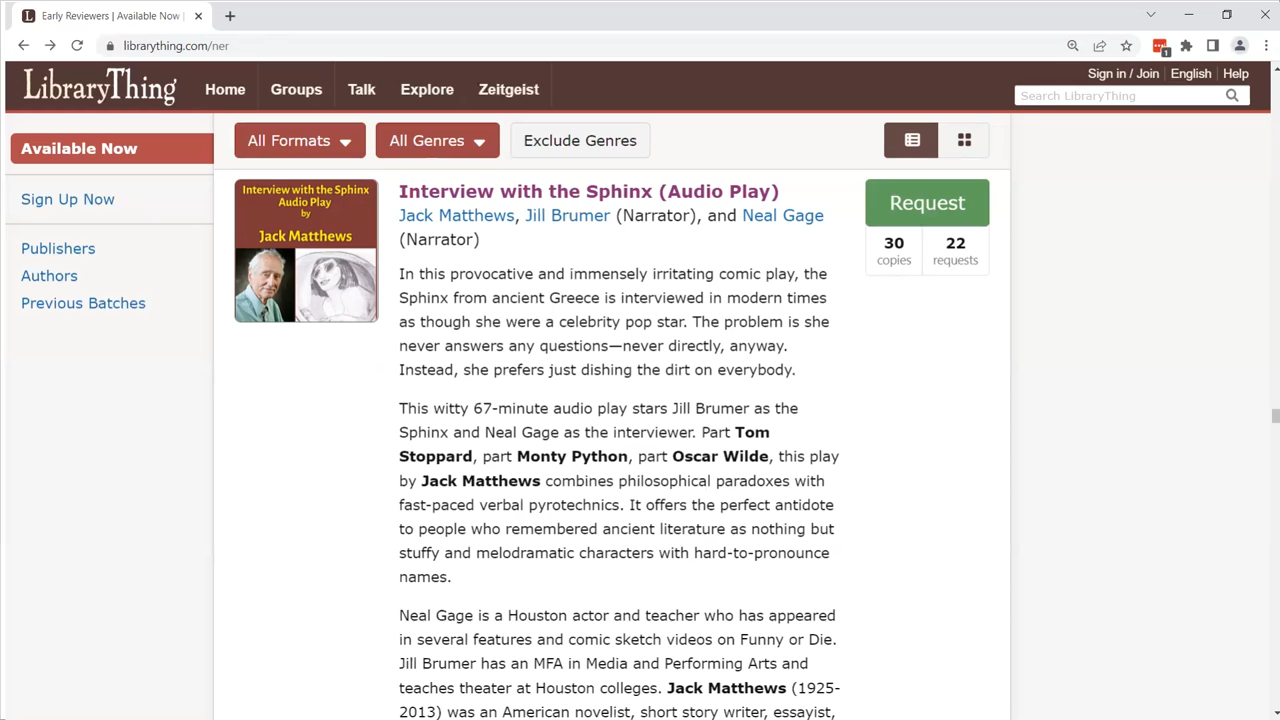 Early Reviewers | Available Now |
librarything.com/ner
1
LibraryThing
Home
Groups
Talk
Explore
Zeitgeist
Sign in / Join
English
Help
Search LibraryThing
Available Now
Sign Up Now
Publishers
Authors
Previous Batches
All Formats
All Genres
Exclude Genres
Interview with the Sphinx
Audio Play
by
Jack Matthews
Interview with the Sphinx (Audio Play)
Jack Matthews, Jill Brumer (Narrator), and Neal Gage
(Narrator)
In this provocative and immensely irritating comic play, the
Sphinx from ancient Greece is interviewed in modern times
as though she were a celebrity pop star. The problem is she
never answers any questions—never directly, anyway.
Instead, she prefers just dishing the dirt on everybody.
This witty 67-minute audio play stars Jill Brumer as the
Sphinx and Neal Gage as the interviewer. Part Tom
Stoppard, part Monty Python, part Oscar Wilde, this play
by Jack Matthews combines philosophical paradoxes with
fast-paced verbal pyrotechnics. It offers the perfect antidote
to people who remembered ancient literature as nothing but
stuffy and melodramatic characters with hard-to-pronounce
names.
Neal Gage is a Houston actor and teacher who has appeared
in several features and comic sketch videos on Funny or Die.
Jill Brumer has an MFA in Media and Performing Arts and
teaches theater at Houston colleges. Jack Matthews (1925-
2013) was an American novelist, short story writer, essayist,
Request
30
copies
22
requests